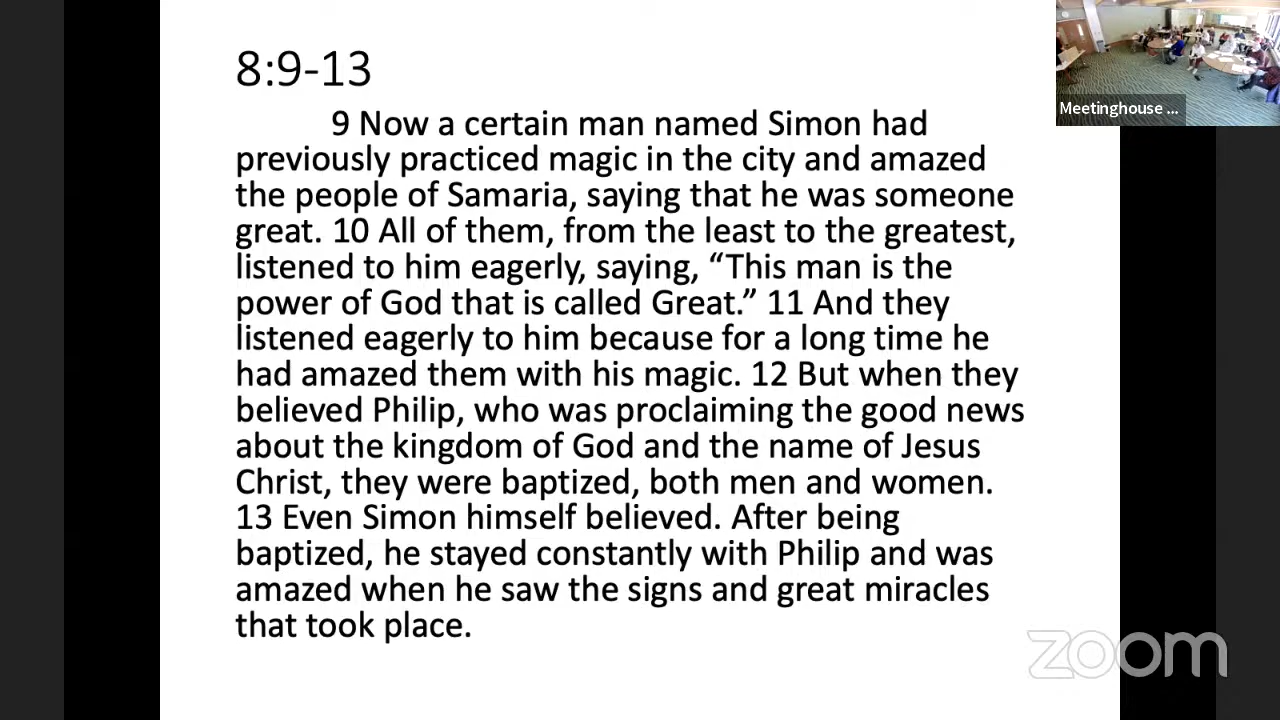 8:9-13
9 Now a certain man named Simon had
previously practiced magic in the city and amazed
the people of Samaria, saying that he was someone
great. 10 All of them, from the least to the greatest,
listened to him eagerly, saying, “This man is the
power of God that is called Great.” 11 And they
listened eagerly to him because for a long time he
had amazed them with his magic. 12 But when they
believed Philip, who was proclaiming the good news
about the kingdom of God and the name of Jesus
Christ, they were baptized, both men and women.
13 Even Simon himself believed. After being
baptized, he stayed constantly with Philip and was
amazed when he saw the signs and great miracles
that took place.
Meetinghouse ...
zoom